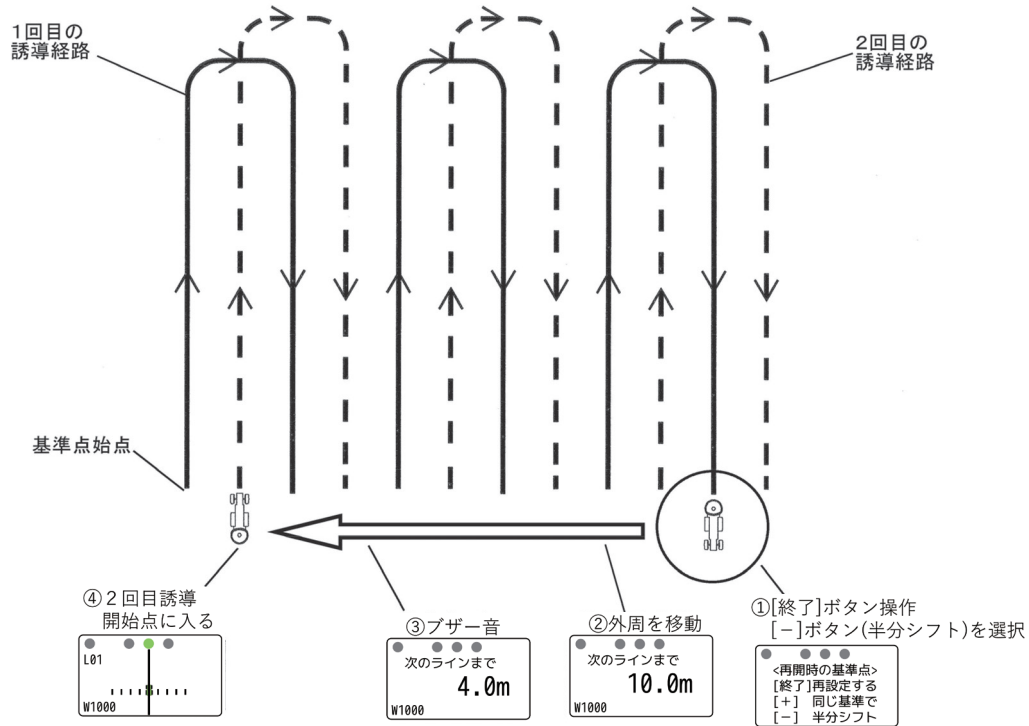 1回目の
誘導経路
2回目の
誘導経路
基準点始点
④２回目誘導
開始点に入る
L01
W1000
③ブザー音
次のラインまで
4.0m
W1000
②外周を移動
次のラインまで
10.0m
W1000
①[終了]ボタン操作
[－]ボタン(半分シフト)を選択
<再開時の基準点>
[終了]再設定する
[+] 同じ基準で
[-] 半分シフト